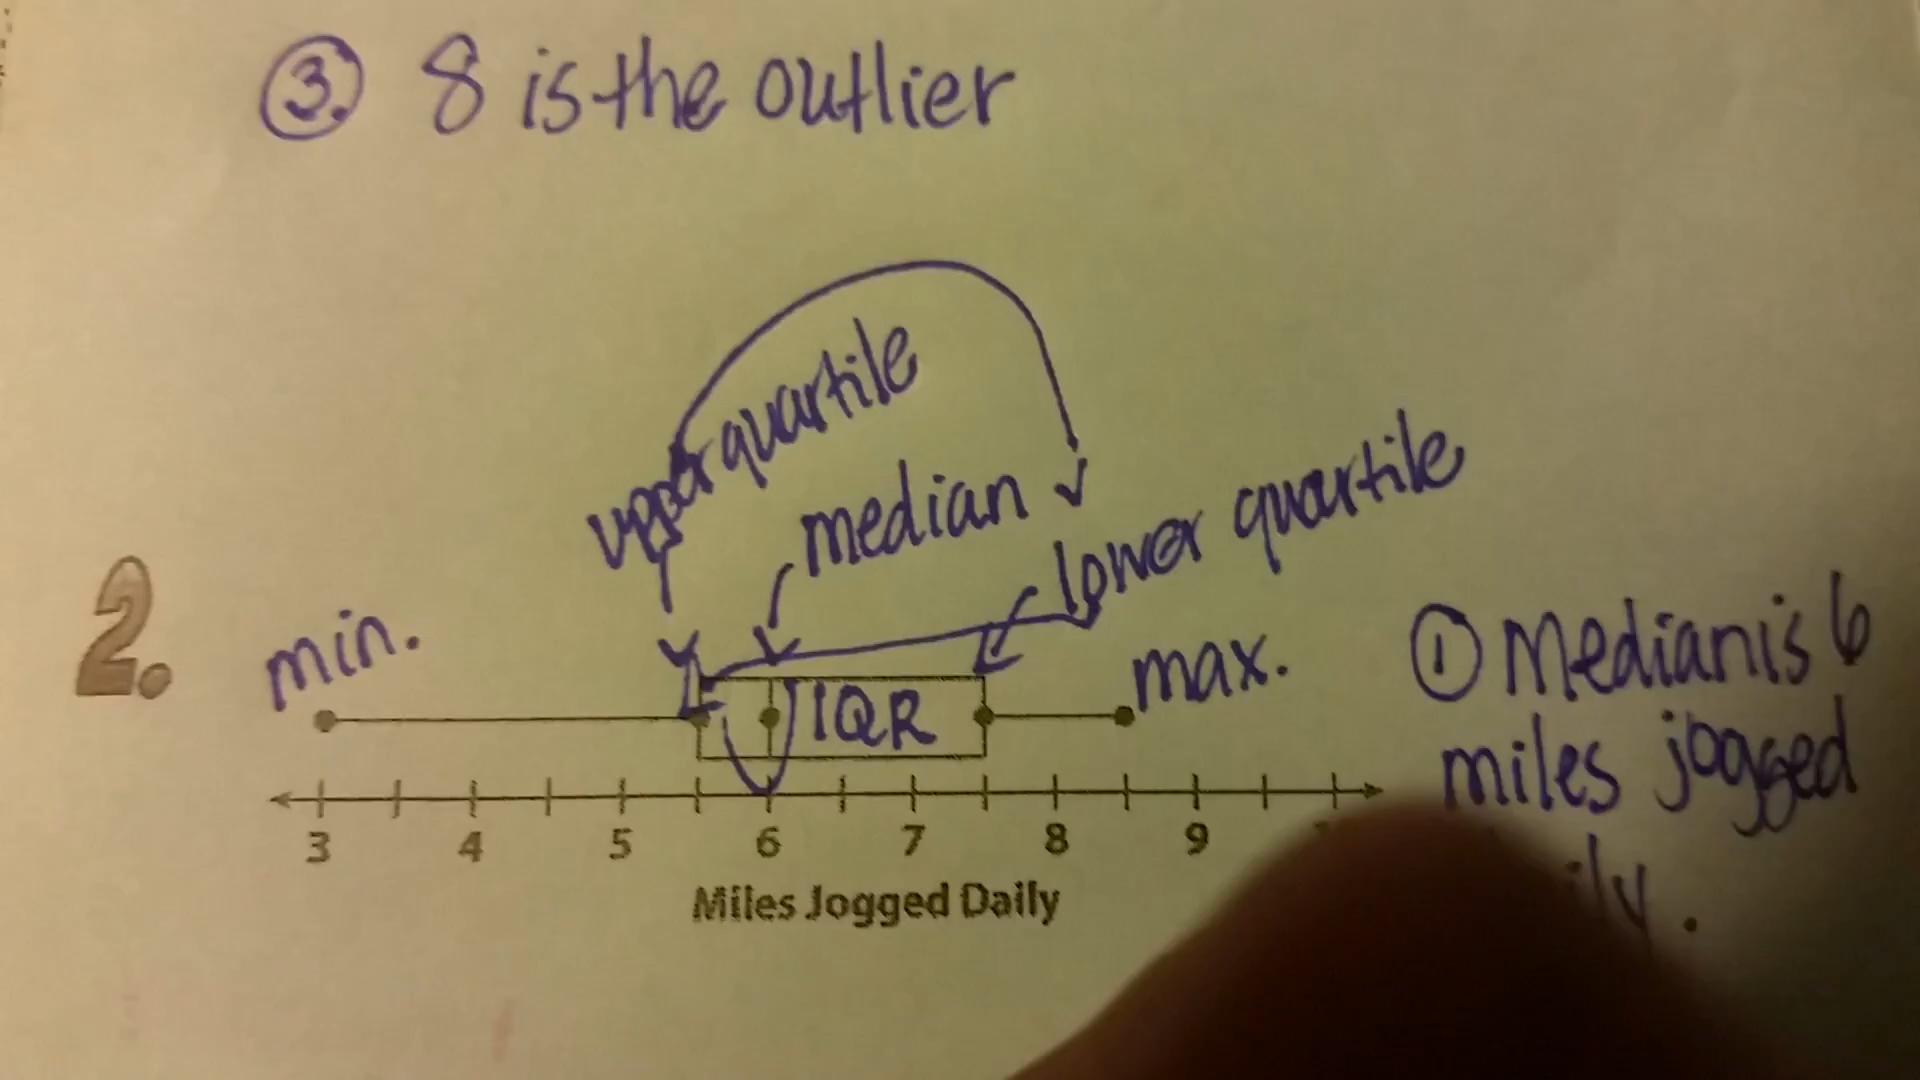 3. 8 is the outlier
upper quartile
median
lower quartile
2.
min.
max.
IQR
1 Median is 6
miles jogged
3 4 5 6 7 8 9
Miles Jogged Daily